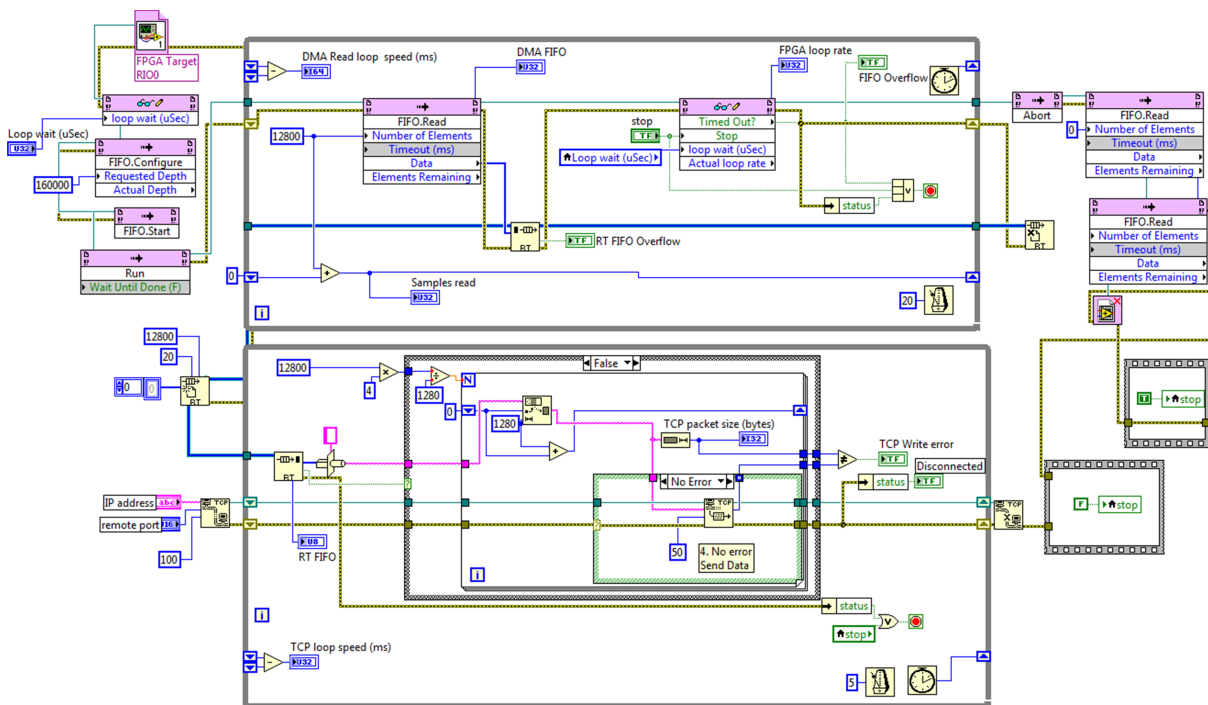 1
FPGA Target
RIO0
loop wait (uSec)
Loop wait (uSec)
U32
FIFO.Configure
Requested Depth
Actual Depth
160000
FIFO.Start
Run
Wait Until Done (F)
DMA Read loop speed (ms)
I64
12800
FIFO.Read
Number of Elements
Timeout (ms)
Data
Elements Remaining
DMA FIFO
U32
RT
TF
RT FIFO Overflow
0
Samples read
U32
i
stop
TF
Loop wait (uSec)
Timed Out?
Stop
loop wait (uSec)
Actual loop rate
FPGA loop rate
U32
TF
FIFO Overflow
status
V
20
Abort
0
FIFO.Read
Number of Elements
Timeout (ms)
Data
Elements Remaining
RT
FIFO.Read
Number of Elements
Timeout (ms)
Data
Elements Remaining
T
stop
F
stop
12800
20
0
0
RT
RT
U8
RT FIFO
IP address
abc
remote port
U16
100
TCP
12800
4
1280
N
0
1280
False
TCP packet size (bytes)
I32
No Error
TCP
50
4. No error
Send Data
i
TCP Write error
TF
Disconnected
status
TF
TCP
status
V
stop
i
TCP loop speed (ms)
U32
5